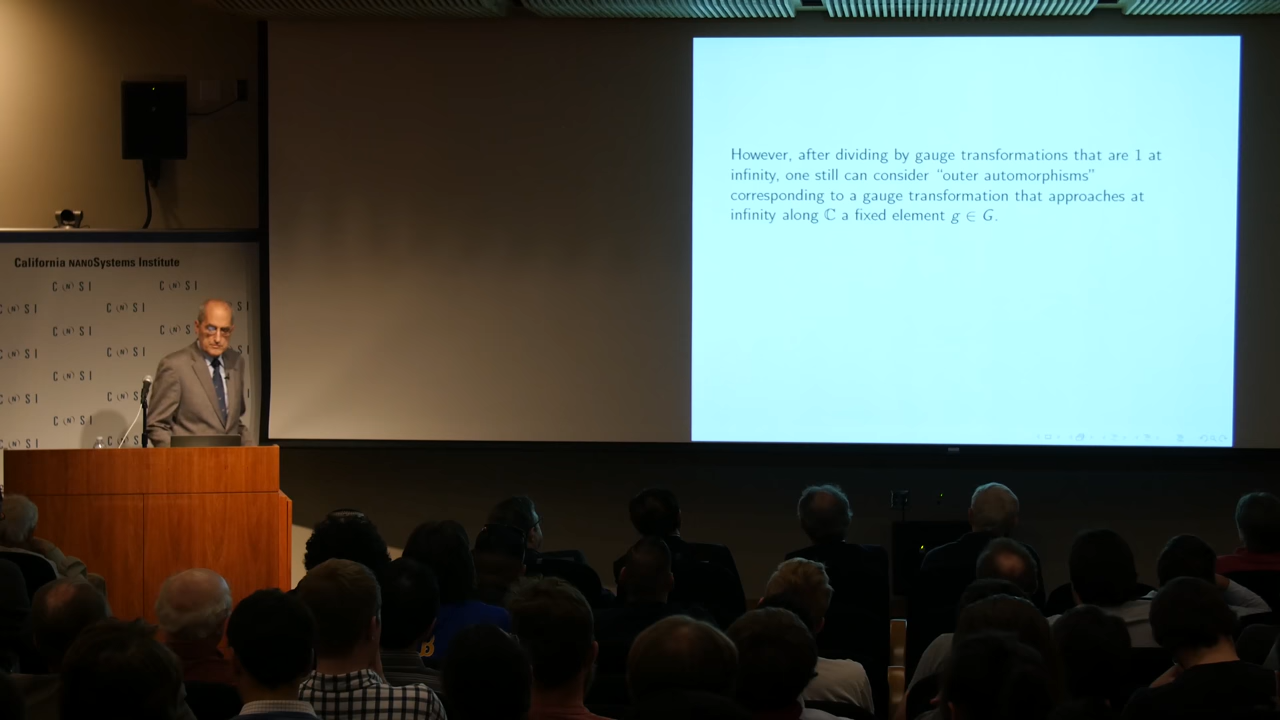 However, after dividing by gauge transformations that are 1 at
infinity, one still can consider “outer automorphisms”
corresponding to a gauge transformation that approaches at
infinity along ℂ a fixed element g ∈ G.
California NANOSystems Institute
C (N) S I C (N) S I
C (N) S I C (N) S I S I
C (N) S I C (N) S
C (N) S I C (N) S I
C (N) S I
C (N) S I C (N) S
C (N) S I
C (N) S I